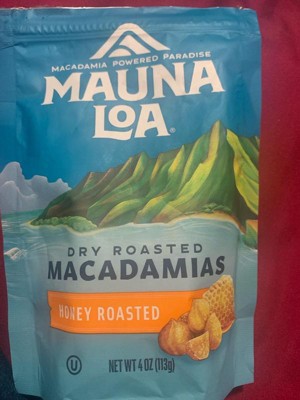 MACADAMIA POWERED PARADISE
MAUNA
LOA®
DRY ROASTED
MACADAMIAS
HONEY ROASTED
U
NET WT 4 OZ (113g)